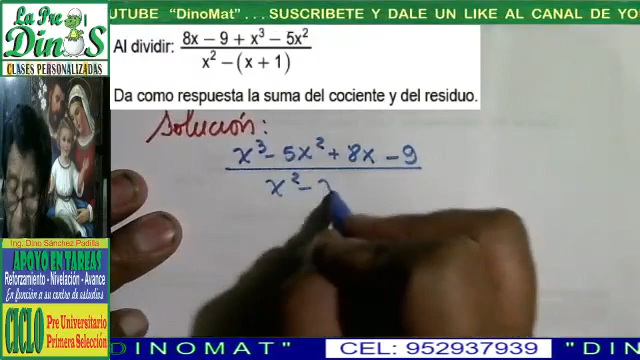 UTUBE "DinoMat"... SUSCRIBETE Y DALE UN LIKE AL CANAL DE YO
La Pre
DinoS
CLASES PERSONALIZADAS
Al dividir: (8x − 9 + x³ − 5x²) / (x² − (x + 1))
Da como respuesta la suma del cociente y del residuo.
Solución:
x³ - 5x² + 8x - 9
x² -
Ing. Dino Sánchez Padilla
APOYO EN TAREAS
Reforzamiento - Nivelación - Avance
En función a su centro de estudios
CICLO Pre Universitario
Primera Selección
DINOMAT" CEL: 952937939 "DIN